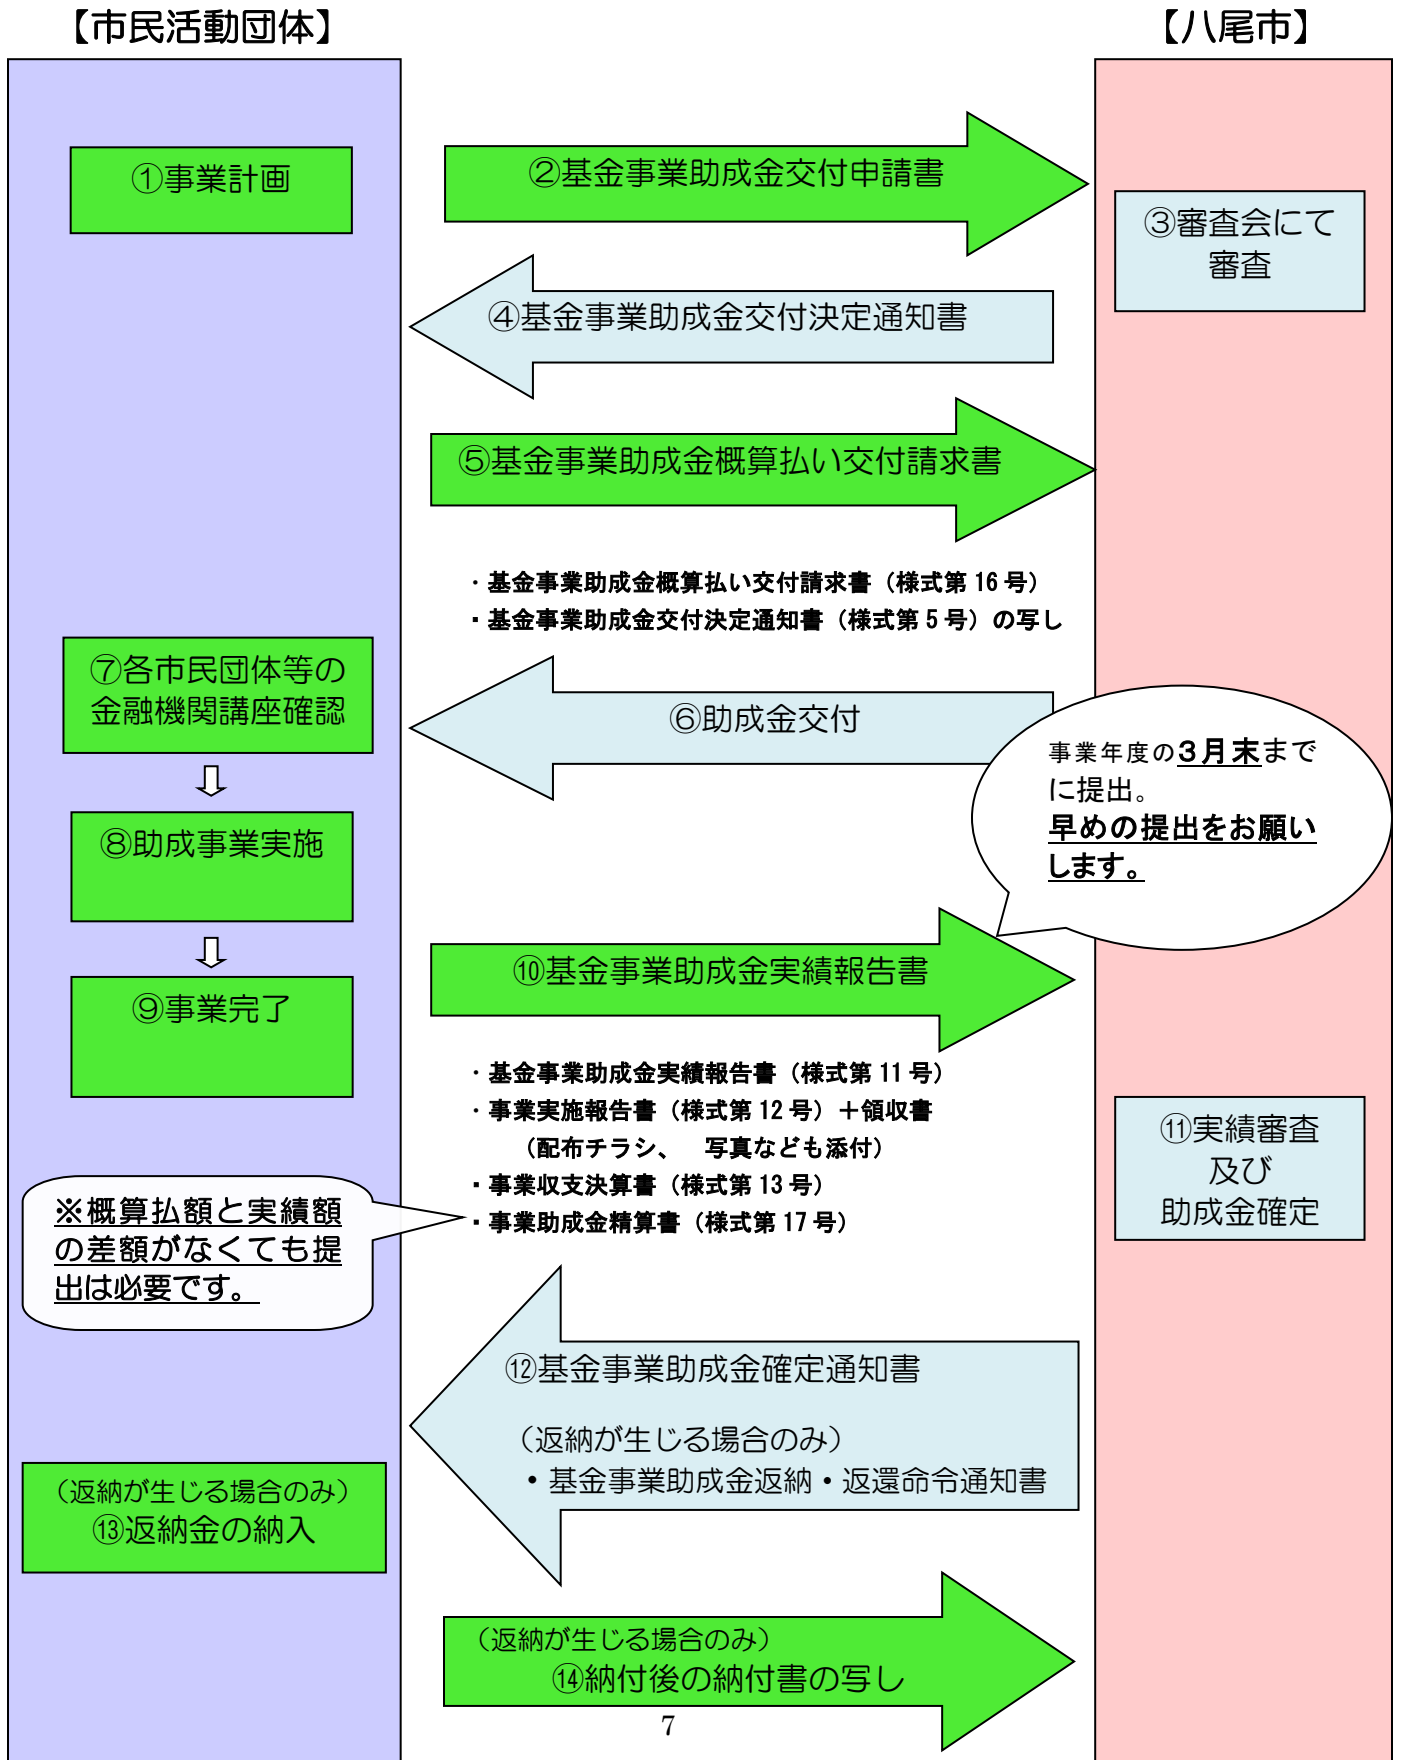 【市民活動団体】
【八尾市】
①事業計画
②基金事業助成金交付申請書
③審査会にて
審査
④基金事業助成金交付決定通知書
⑤基金事業助成金概算払い交付請求書
・基金事業助成金概算払い交付請求書（様式第16号）
・基金事業助成金交付決定通知書（様式第5号）の写し
⑦各市民団体等の
金融機関講座確認
⑥助成金交付
事業年度の3月末まで
に提出。
早めの提出をお願い
します。
⑧助成事業実施
⑨事業完了
⑩基金事業助成金実績報告書
・基金事業助成金実績報告書（様式第11号）
・事業実施報告書（様式第12号）＋領収書
（配布チラシ、　写真なども添付）
・事業収支決算書（様式第13号）
・事業助成金精算書（様式第17号）
⑪実績審査
及び
助成金確定
※概算払額と実績額
の差額がなくても提
出は必要です。
⑫基金事業助成金確定通知書
（返納が生じる場合のみ）
・基金事業助成金返納・返還命令通知書
（返納が生じる場合のみ）
⑬返納金の納入
（返納が生じる場合のみ）
⑭納付後の納付書の写し
7